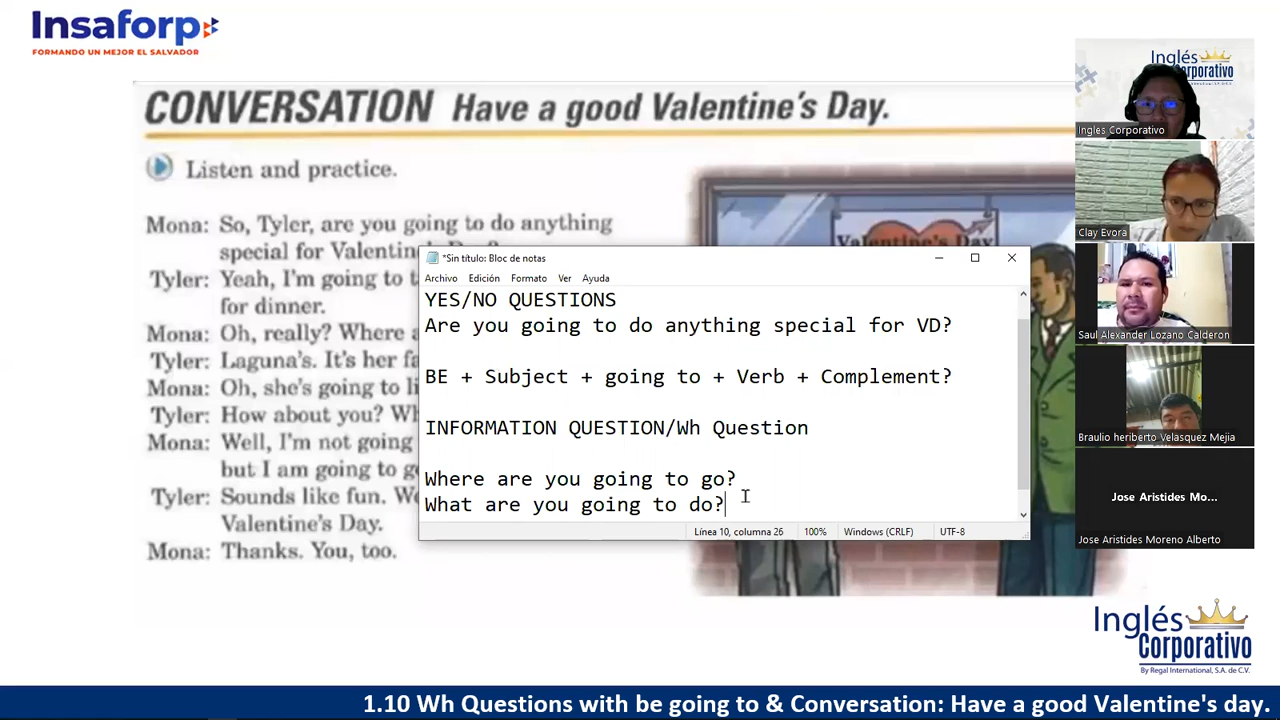 Insaforp
FORMANDO UN MEJOR EL SALVADOR
CONVERSATION Have a good Valentine's Day.
Listen and practice.
Mona: So, Tyler, are you going to do anything
special for Valentin
Tyler: Yeah, I'm going to t
for dinner.
Mona: Oh, really? Where a
Tyler: Laguna's. It's her fa
Mona: Oh, she's going to li
Tyler: How about you? Wh
Mona: Well, I'm not going
but I am going to g
Tyler: Sounds like fun. We
Valentine's Day.
Mona: Thanks. You, too.
Valentine's Day
*Sin título: Bloc de notas
Archivo Edición Formato Ver Ayuda
YES/NO QUESTIONS
Are you going to do anything special for VD?
BE + Subject + going to + Verb + Complement?
INFORMATION QUESTION/Wh Question
Where are you going to go?
What are you going to do?
Línea 10, columna 26 100% Windows (CRLF) UTF-8
Inglés
Corporativo
Ingles Corporativo
Clay Evora
Saul Alexander Lozano Calderon
Braulio heriberto Velasquez Mejia
Jose Aristides Mo...
Jose Aristides Moreno Alberto
Inglés
Corporativo
By Regal International, S.A. de C.V.
1.10 Wh Questions with be going to & Conversation: Have a good Valentine's day.